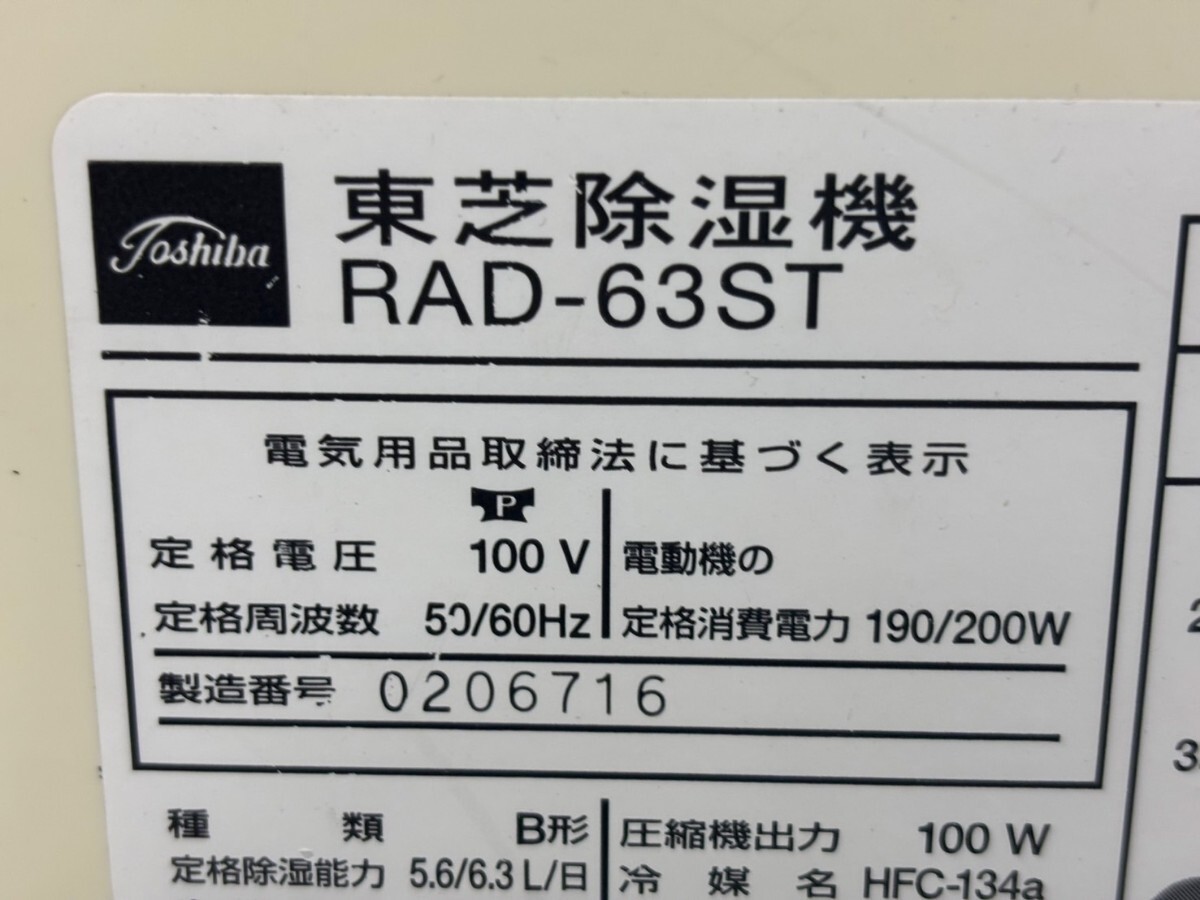 Toshiba
東芝除湿機
RAD-63ST
電気用品取締法に基づく表示
P
定格電圧 100 V
電動機の
定格周波数 50/60Hz
定格消費電力 190/200W
製造番号 0206716
種類 B形
圧縮機出力 100 W
定格除湿能力 5.6/6.3 L/日
冷媒名 HFC-134a